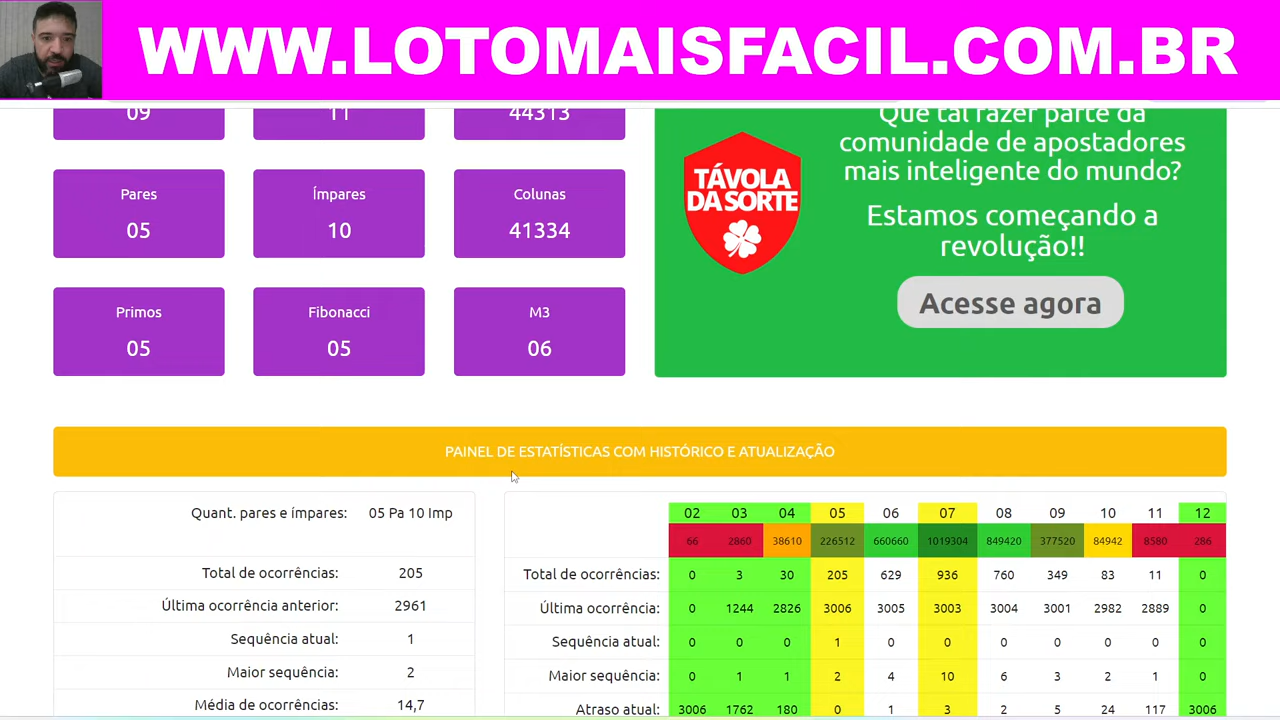 WWW.LOTOMAISFACIL.COM.BR
09 11 44313
Pares Ímpares Colunas
05 10 41334
Primos Fibonacci M3
05 05 06
Que tal fazer parte da
comunidade de apostadores
mais inteligente do mundo?
Estamos começando a
revolução!!
TÁVOLA
DA SORTE
Acesse agora
PAINEL DE ESTATÍSTICAS COM HISTÓRICO E ATUALIZAÇÃO
Quant. pares e ímpares: 05 Pa 10 Imp
Total de ocorrências: 205
Última ocorrência anterior: 2961
Sequência atual: 1
Maior sequência: 2
Média de ocorrências: 14,7
02 03 04 05 06 07 08 09 10 11 12
66 2860 38610 226512 660660 1019304 849420 377520 84942 8580 286
Total de ocorrências: 0 3 30 205 629 936 760 349 83 11 0
Última ocorrência: 0 1244 2826 3006 3005 3003 3004 3001 2982 2889 0
Sequência atual: 0 0 0 1 0 0 0 0 0 0 0
Maior sequência: 0 1 1 2 4 10 6 3 2 1 0
Atraso atual: 3006 1762 180 0 1 3 2 5 24 117 3006